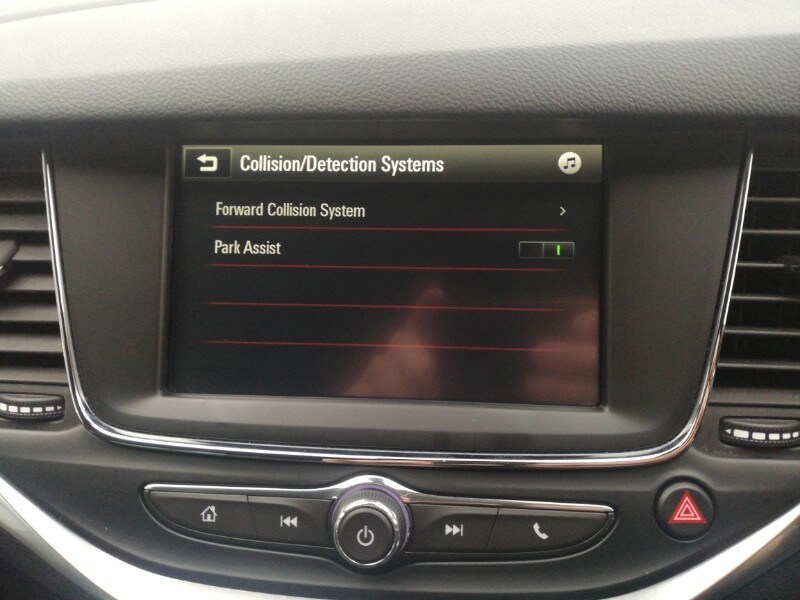 Collision/Detection Systems
Forward Collision System
Park Assist